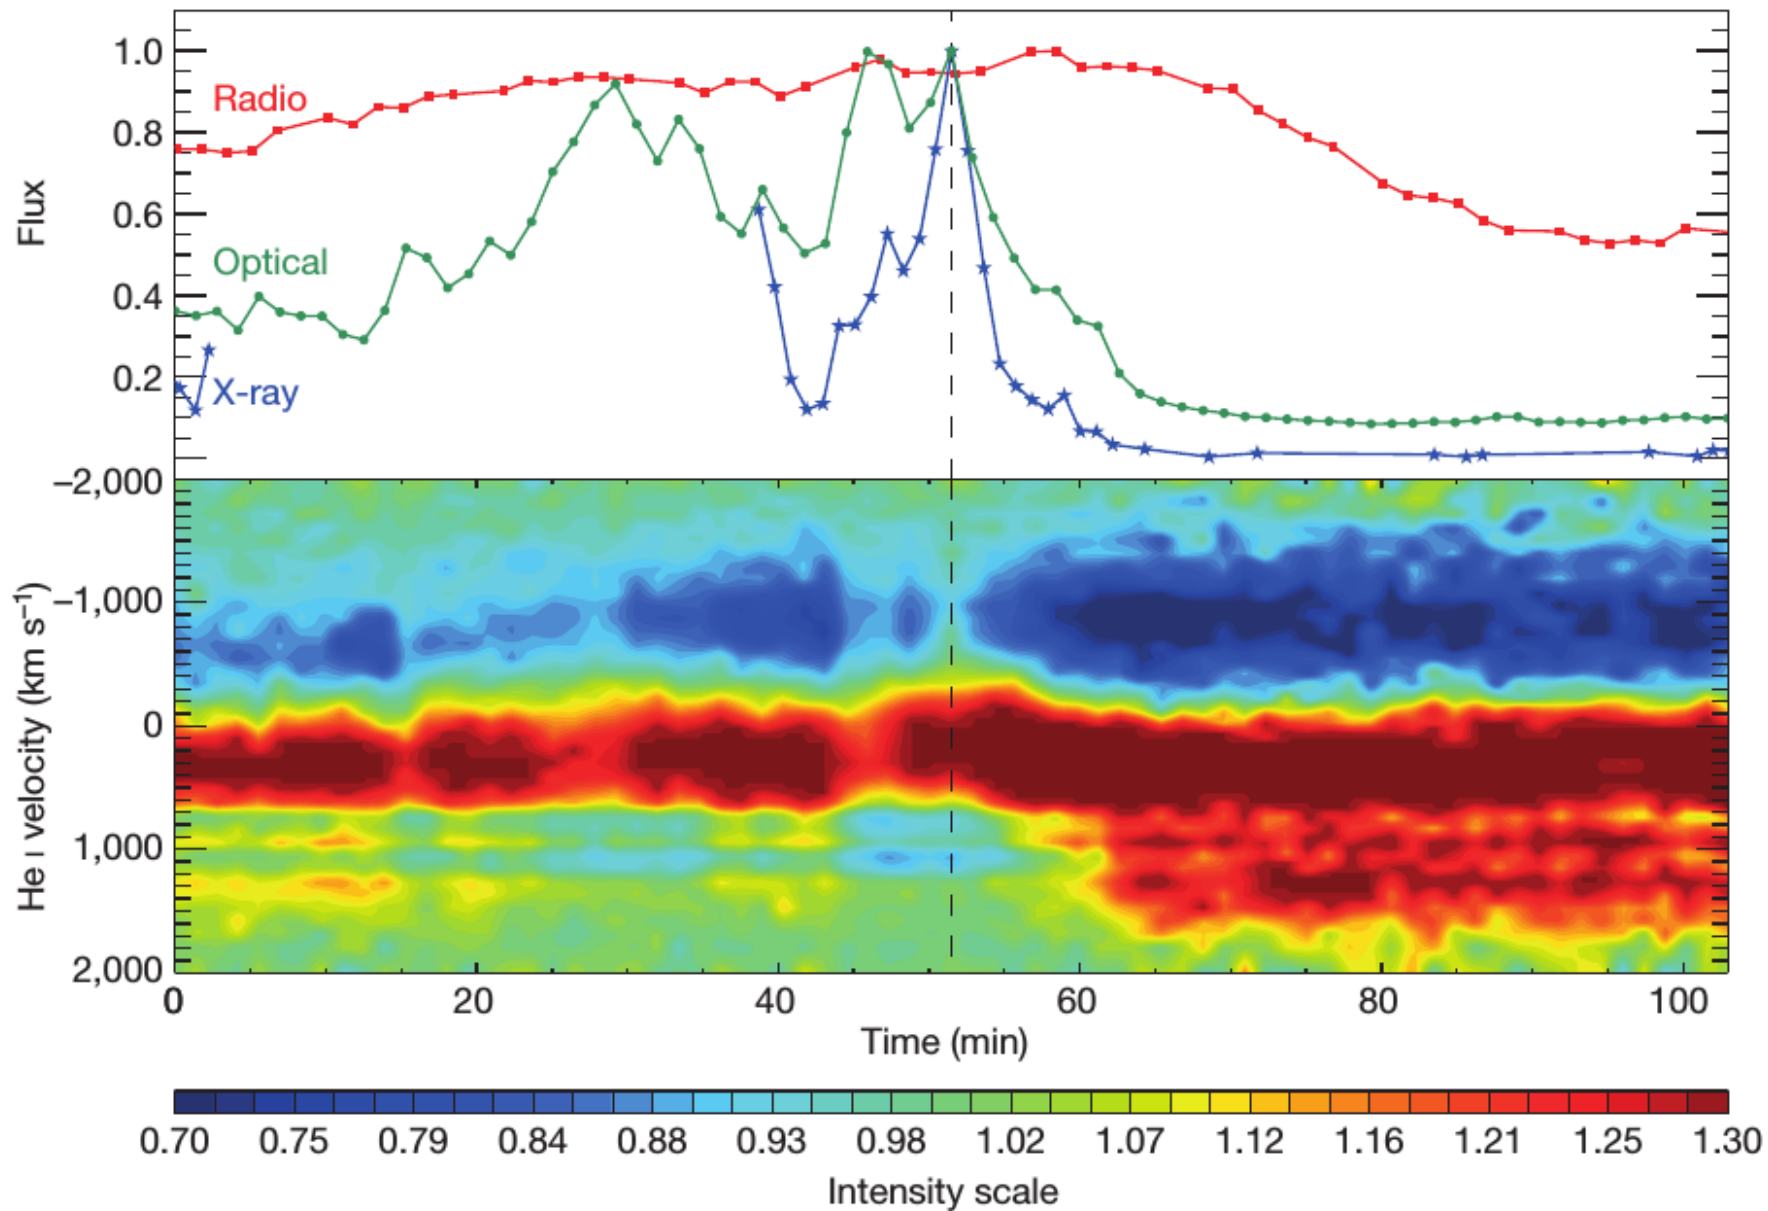 1.0
Radio
0.8
Flux
0.6
Optical
0.4
0.2
X-ray
−2,000
−1,000
He I velocity (km s⁻¹)
0
1,000
2,000
0 20 40 60 80 100
Time (min)
0.70 0.75 0.79 0.84 0.88 0.93 0.98 1.02 1.07 1.12 1.16 1.21 1.25 1.30
Intensity scale